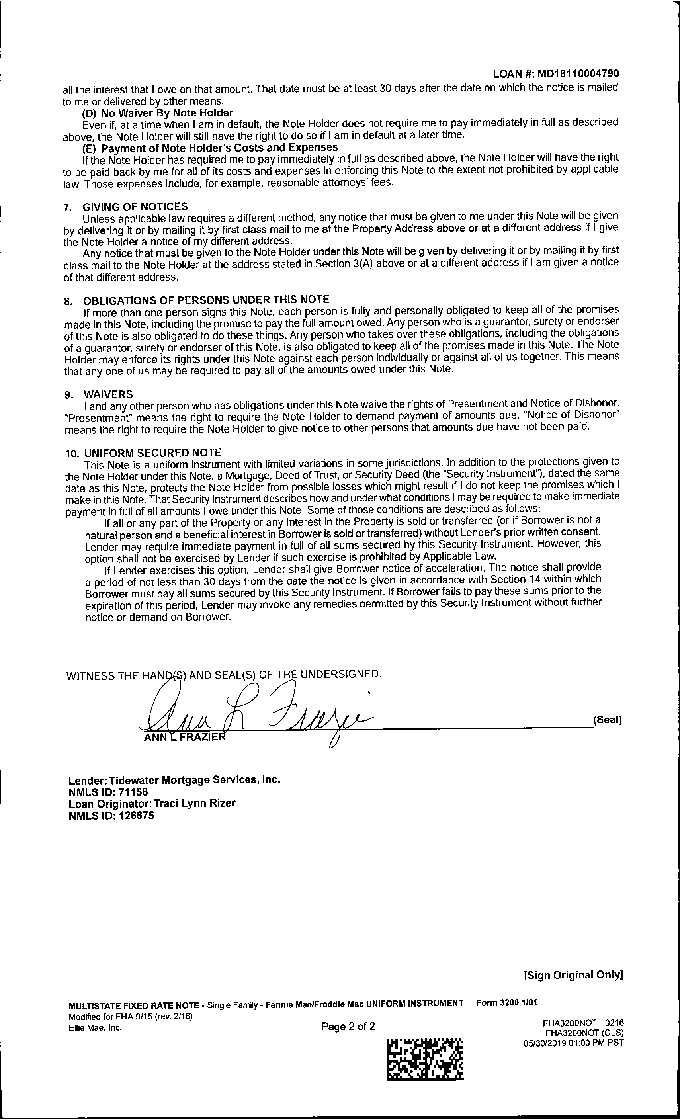 LOAN #: MD18110004790
all the interest that I owe on that amount. That date must be at least 30 days after the date on which the notice is mailed
to me or delivered by other means.
(D) No Waiver By Note Holder
Even if, at a time when I am in default, the Note Holder does not require me to pay immediately in full as described
above, the Note Holder will still have the right to do so if I am in default at a later time.
(E) Payment of Note Holder's Costs and Expenses
If the Note Holder has required me to pay immediately in full as described above, the Note Holder will have the right
to be paid back by me for all of its costs and expenses in enforcing this Note to the extent not prohibited by applicable
law. Those expenses include, for example, reasonable attorneys' fees.
7. GIVING OF NOTICES
Unless applicable law requires a different method, any notice that must be given to me under this Note will be given
by delivering it or by mailing it by first class mail to me at the Property Address above or at a different address if I give
the Note Holder a notice of my different address.
Any notice that must be given to the Note Holder under this Note will be given by delivering it or by mailing it by first
class mail to the Note Holder at the address stated in Section 3(A) above or at a different address if I am given a notice
of that different address.
8. OBLIGATIONS OF PERSONS UNDER THIS NOTE
If more than one person signs this Note, each person is fully and personally obligated to keep all of the promises
made in this Note, including the promise to pay the full amount owed. Any person who is a guarantor, surety or endorser
of this Note is also obligated to do these things. Any person who takes over these obligations, including the obligations
of a guarantor, surety or endorser of this Note, is also obligated to keep all of the promises made in this Note. The Note
Holder may enforce its rights under this Note against each person individually or against all of us together. This means
that any one of us may be required to pay all of the amounts owed under this Note.
9. WAIVERS
I and any other person who has obligations under this Note waive the rights of Presentment and Notice of Dishonor.
"Presentment" means the right to require the Note Holder to demand payment of amounts due. "Notice of Dishonor"
means the right to require the Note Holder to give notice to other persons that amounts due have not been paid.
10. UNIFORM SECURED NOTE
This Note is a uniform instrument with limited variations in some jurisdictions. In addition to the protections given to
the Note Holder under this Note, a Mortgage, Deed of Trust, or Security Deed (the "Security Instrument"), dated the same
date as this Note, protects the Note Holder from possible losses which might result if I do not keep the promises which I
make in this Note. That Security Instrument describes how and under what conditions I may be required to make immediate
payment in full of all amounts I owe under this Note. Some of those conditions are described as follows:
If all or any part of the Property or any Interest in the Property is sold or transferred (or if Borrower is not a
natural person and a beneficial interest in Borrower is sold or transferred) without Lender's prior written consent,
Lender may require immediate payment in full of all sums secured by this Security Instrument. However, this
option shall not be exercised by Lender if such exercise is prohibited by Applicable Law.
If Lender exercises this option, Lender shall give Borrower notice of acceleration. The notice shall provide
a period of not less than 30 days from the date the notice is given in accordance with Section 14 within which
Borrower must pay all sums secured by this Security Instrument. If Borrower fails to pay these sums prior to the
expiration of this period, Lender may invoke any remedies permitted by this Security Instrument without further
notice or demand on Borrower.
WITNESS THE HAND(S) AND SEAL(S) OF THE UNDERSIGNED.
Ann L Frazier
(Seal)
ANN L FRAZIER
Lender: Tidewater Mortgage Services, Inc.
NMLS ID: 71158
Loan Originator: Traci Lynn Rizer
NMLS ID: 126675
[Sign Original Only]
MULTISTATE FIXED RATE NOTE - Single Family - Fannie Mae/Freddie Mac UNIFORM INSTRUMENT Form 3200 1/01
Modified for FHA 9/15 (rev. 2/16)
Ellie Mae, Inc. Page 2 of 2
FHA3200NOT 0216
FHA3200NOT (CLS)
05/30/2019 01:00 PM PST